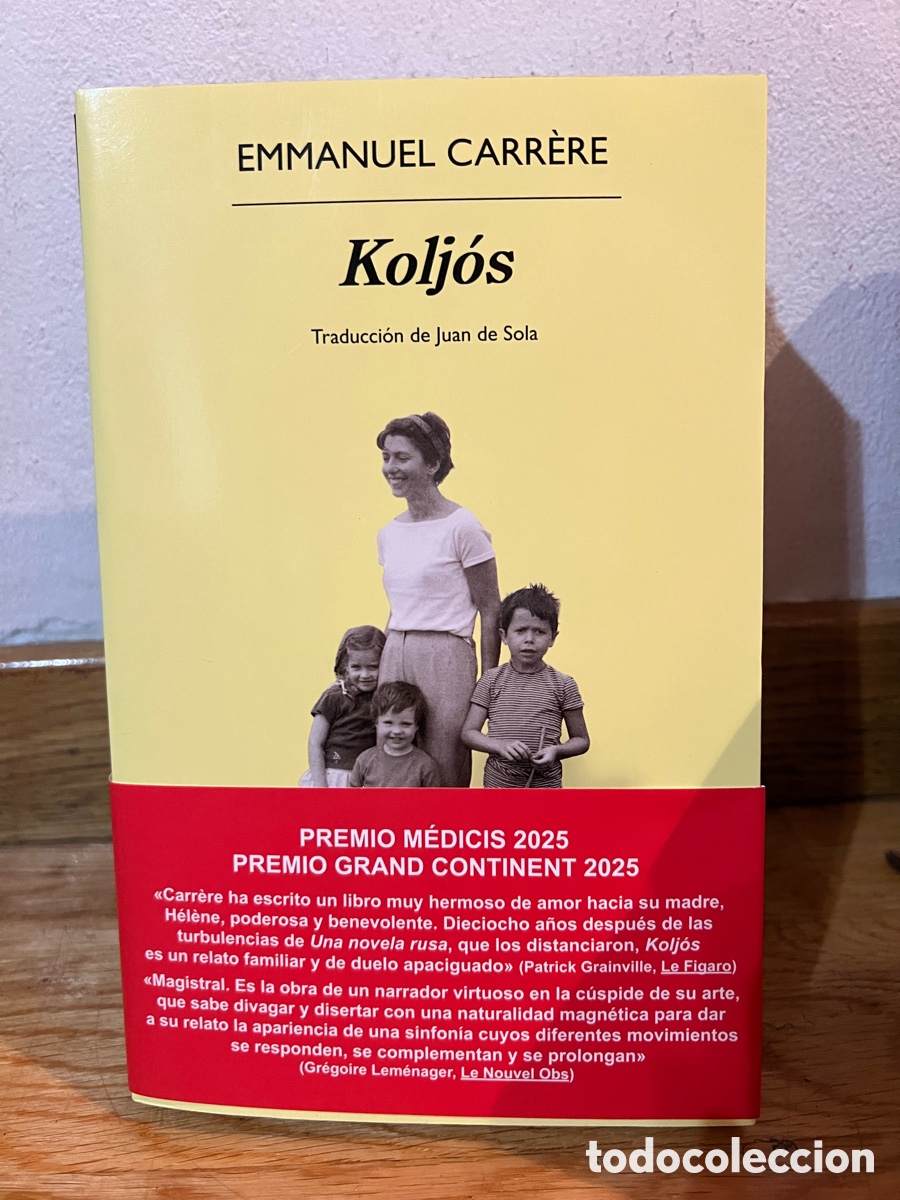 EMMANUEL CARRÈRE
Koljós
Traducción de Juan de Sola
PREMIO MÉDICIS 2025
PREMIO GRAND CONTINENT 2025
«Carrère ha escrito un libro muy hermoso de amor hacia su madre,
Hélène, poderosa y benevolente. Dieciocho años después de las
turbulencias de Una novela rusa, que los distanciaron, Koljós
es un relato familiar y de duelo apaciguado» (Patrick Grainville, Le Figaro)
«Magistral. Es la obra de un narrador virtuoso en la cúspide de su arte,
que sabe divagar y disertar con una naturalidad magnética para dar
a su relato la apariencia de una sinfonía cuyos diferentes movimientos
se responden, se complementan y se prolongan»
(Grégoire Leménager, Le Nouvel Obs)
todocoleccion